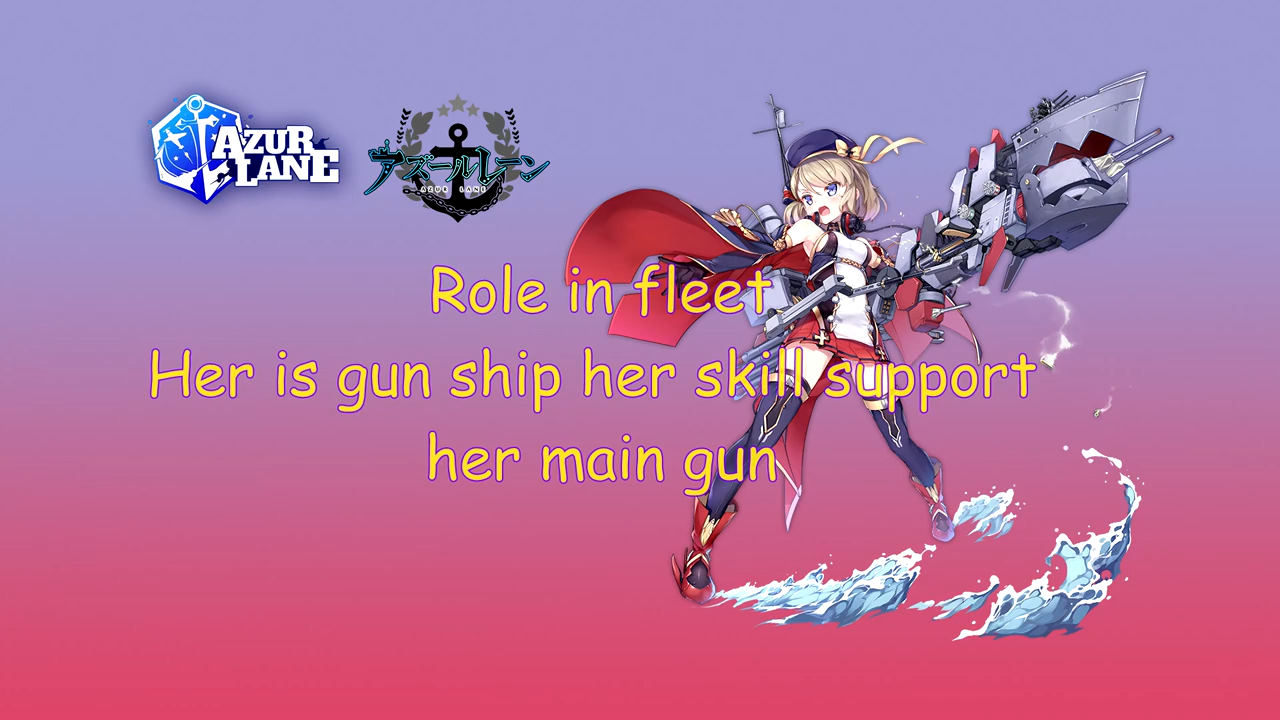 AZUR
LANE
アズールレーン
AZUR LANE
Role in fleet
Her is gun ship her skill support
her main gun